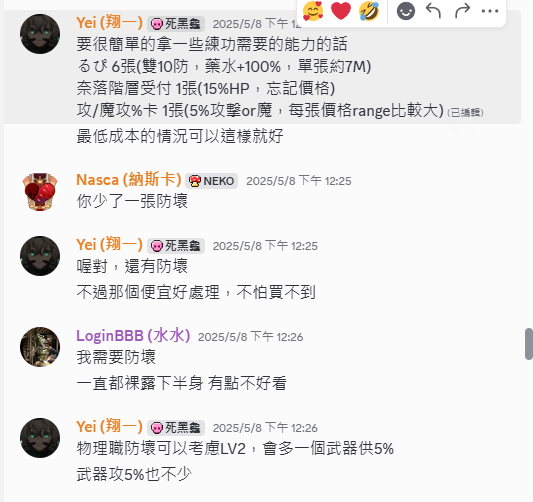 Yei (翔一) 死黑龜 2025/5/8 下午 12
要很簡單的拿一些練功需要的能力的話
るぴ 6張(雙10防，藥水+100%，單張約7M)
奈落階層受付 1張(15%HP，忘記價格)
攻/魔攻%卡 1張(5%攻擊or魔，每張價格range比較大) (已編輯)
最低成本的情況可以這樣就好
Nasca (納斯卡) NEKO 2025/5/8 下午 12:25
你少了一張防壞
Yei (翔一) 死黑龜 2025/5/8 下午 12:25
喔對，還有防壞
不過那個便宜好處理，不怕買不到
LoginBBB (水水) 2025/5/8 下午 12:26
我需要防壞
一直都裸露下半身 有點不好看
Yei (翔一) 死黑龜 2025/5/8 下午 12:26
物理職防壞可以考慮LV2，會多一個武器供5%
武器攻5%也不少